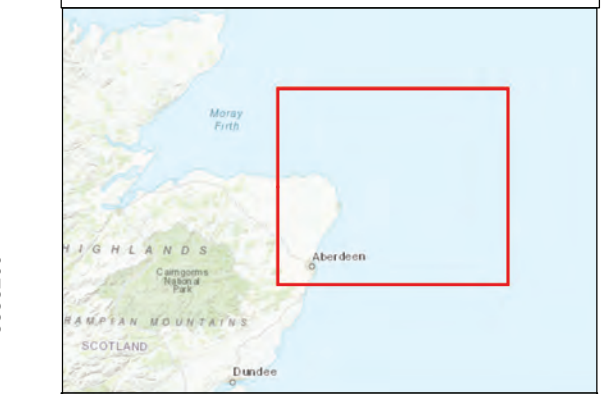 Moray
Firth
HIGHLANDS
Aberdeen
Cairngorms
National
Park
GRAMPIAN MOUNTAINS
SCOTLAND
Dundee